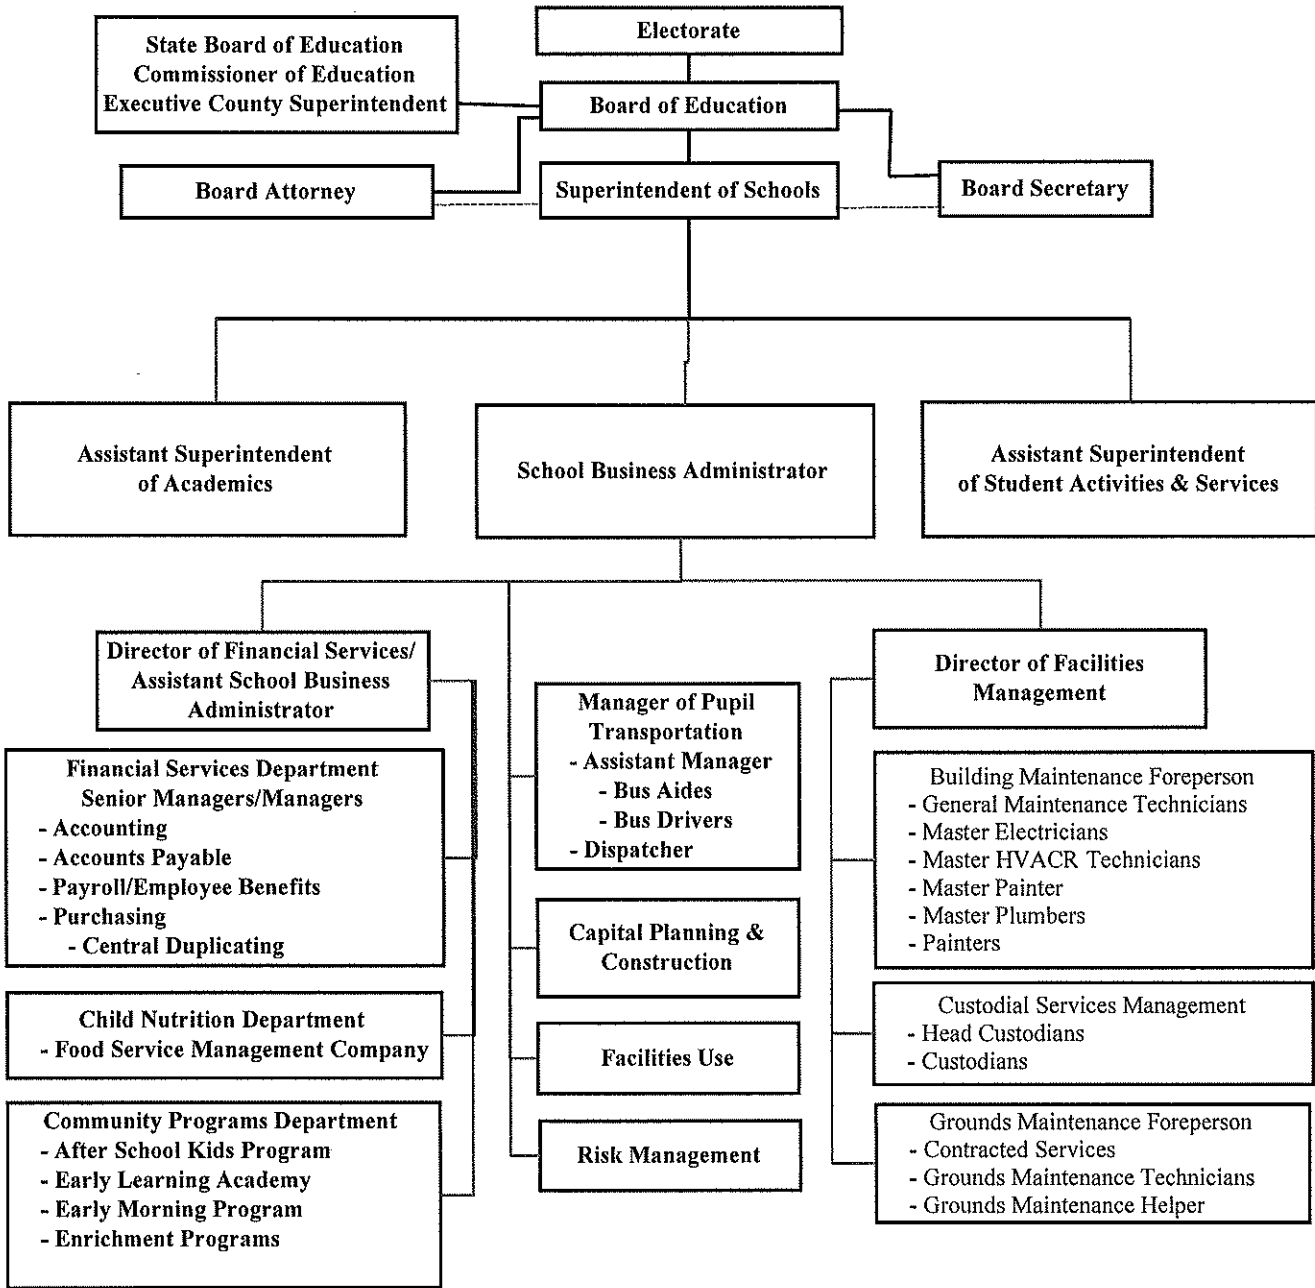 State Board of Education
Commissioner of Education
Executive County Superintendent
Electorate
Board of Education
Board Attorney
Superintendent of Schools
Board Secretary
Assistant Superintendent
of Academics
School Business Administrator
Assistant Superintendent
of Student Activities & Services
Director of Financial Services/
Assistant School Business
Administrator
Financial Services Department
Senior Managers/Managers
- Accounting
- Accounts Payable
- Payroll/Employee Benefits
- Purchasing
- Central Duplicating
Child Nutrition Department
- Food Service Management Company
Community Programs Department
- After School Kids Program
- Early Learning Academy
- Early Morning Program
- Enrichment Programs
Manager of Pupil
Transportation
- Assistant Manager
- Bus Aides
- Bus Drivers
- Dispatcher
Capital Planning &
Construction
Facilities Use
Risk Management
Director of Facilities
Management
Building Maintenance Foreperson
- General Maintenance Technicians
- Master Electricians
- Master HVACR Technicians
- Master Painter
- Master Plumbers
- Painters
Custodial Services Management
- Head Custodians
- Custodians
Grounds Maintenance Foreperson
- Contracted Services
- Grounds Maintenance Technicians
- Grounds Maintenance Helper